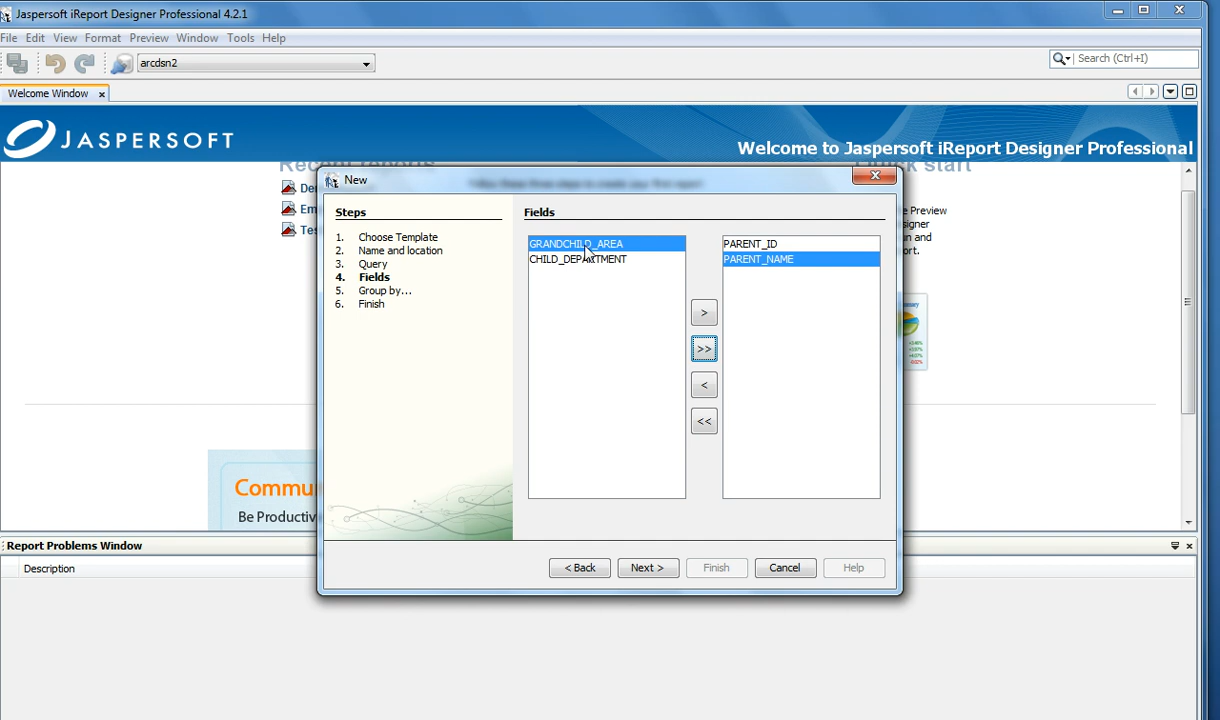 Jaspersoft iReport Designer Professional 4.2.1
File Edit View Format Preview Window Tools Help
arcdsn2
Search (Ctrl+I)
Welcome Window
JASPERSOFT
Welcome to Jaspersoft iReport Designer Professional
New
Steps
1. Choose Template
2. Name and location
3. Query
4. Fields
5. Group by...
6. Finish
Fields
GRANDCHILD_AREA
CHILD_DEPARTMENT
>
>>
<
<<
PARENT_ID
PARENT_NAME
< Back
Next >
Finish
Cancel
Help
Preview
and
Be Productiv
Report Problems Window
Description